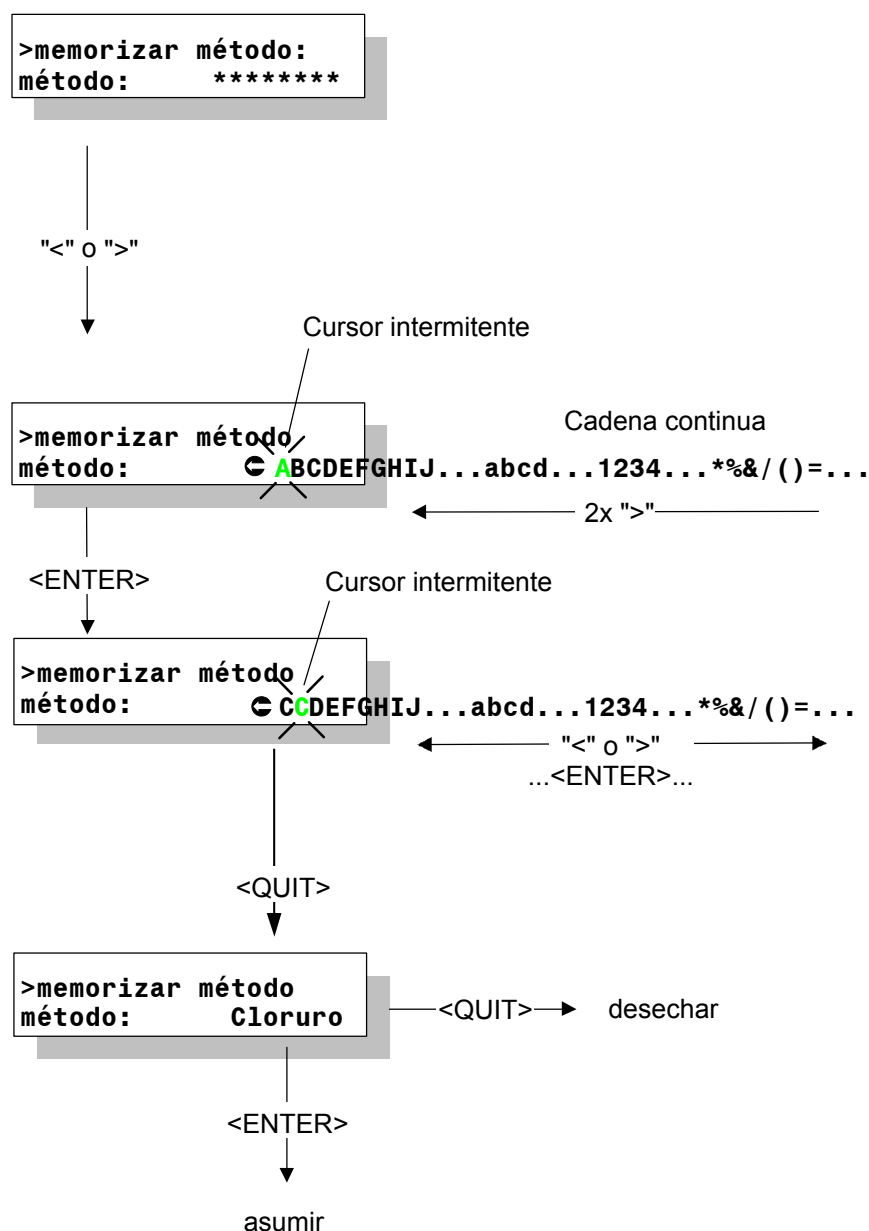 >memorizar método:
método: ********
"<" o ">"
Cursor intermitente
>memorizar método
Cadena continua
método: ABCDEFGHIJ...abcd...1234...*%&/()=...
2x ">"
<ENTER>
Cursor intermitente
>memorizar método
método: CCDEFGHIJ...abcd...1234...*%&/()=...
"<" o ">"
...<ENTER>...
<QUIT>
>memorizar método
método: Cloruro
<QUIT> desechar
<ENTER>
asumir